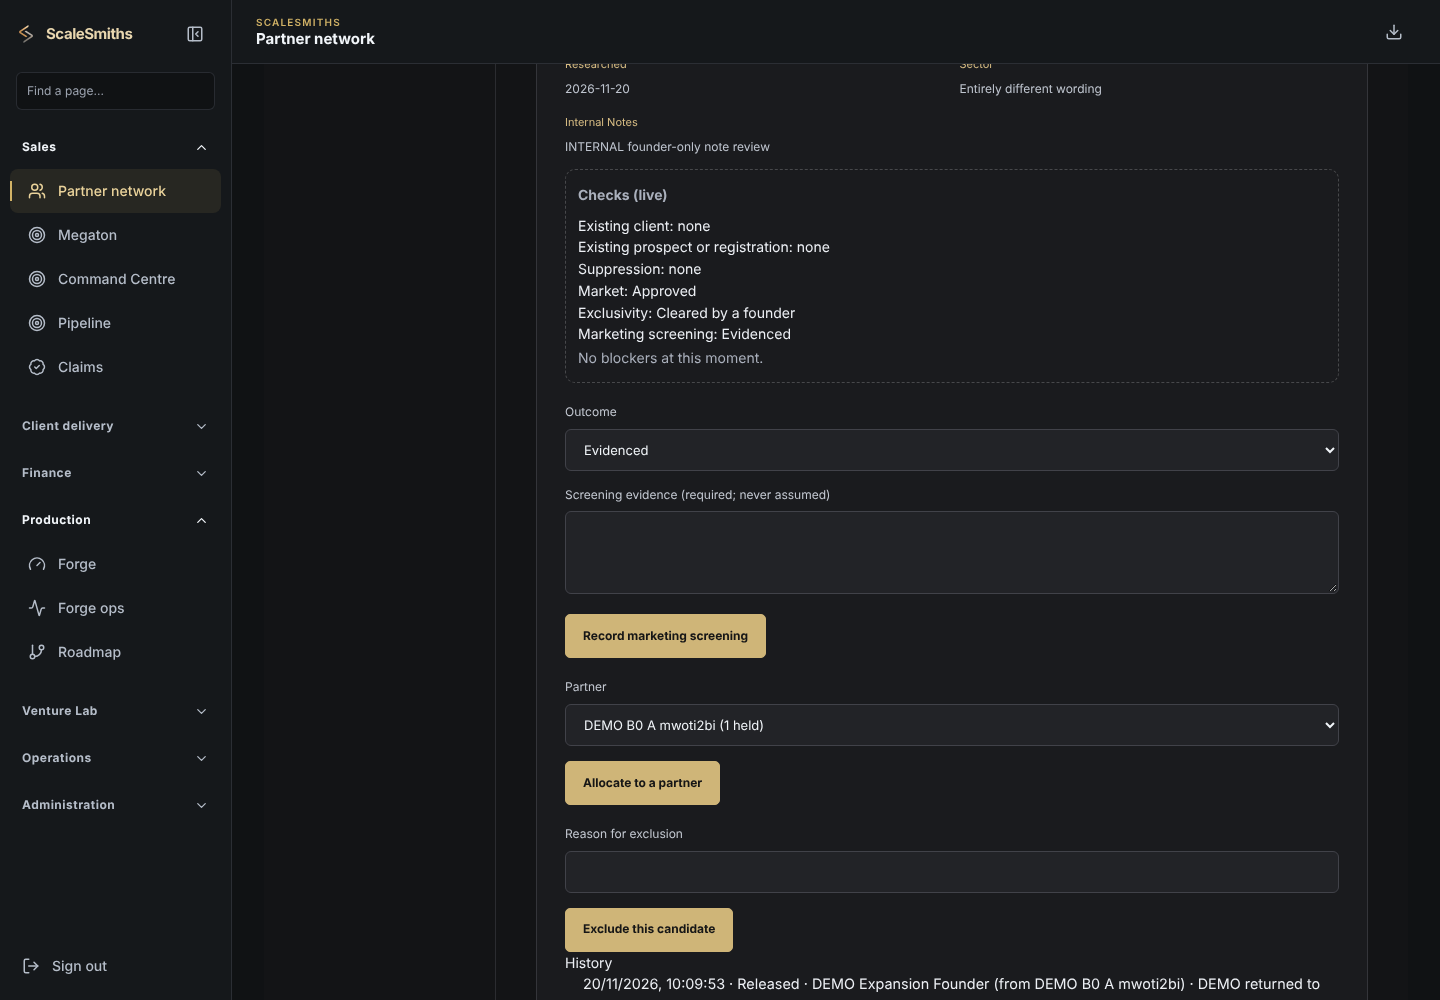 ScaleSmiths
Find a page...
Sales
Partner network
Megaton
Command Centre
Pipeline
Claims
Client delivery
Finance
Production
Forge
Forge ops
Roadmap
Venture Lab
Operations
Administration
Sign out
SCALESMITHS
Partner network
Researched
Sector
2026-11-20
Entirely different wording
Internal Notes
INTERNAL founder-only note review
Checks (live)
Existing client: none
Existing prospect or registration: none
Suppression: none
Market: Approved
Exclusivity: Cleared by a founder
Marketing screening: Evidenced
No blockers at this moment.
Outcome
Evidenced
Screening evidence (required; never assumed)
Record marketing screening
Partner
DEMO B0 A mwoti2bi (1 held)
Allocate to a partner
Reason for exclusion
Exclude this candidate
History
20/11/2026, 10:09:53 · Released · DEMO Expansion Founder (from DEMO B0 A mwoti2bi) · DEMO returned to